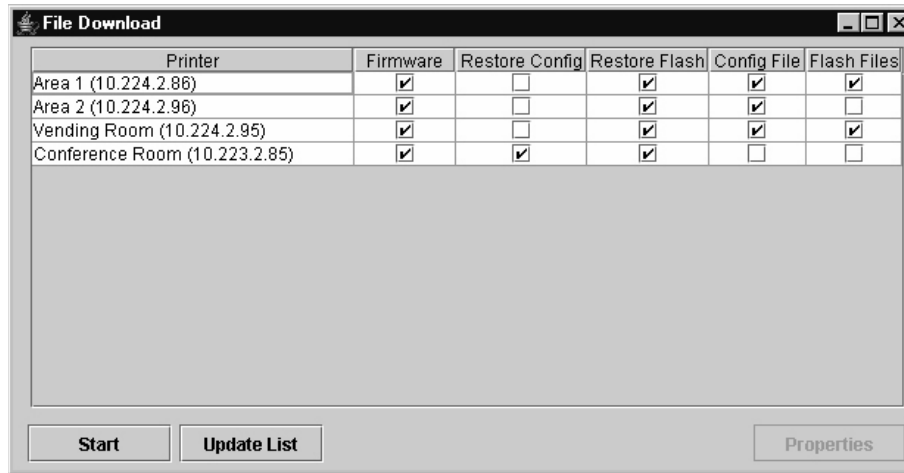 File Download
Printer Firmware Restore Config Restore Flash Config File Flash Files
Area 1 (10.224.2.86)
Area 2 (10.224.2.96)
Vending Room (10.224.2.95)
Conference Room (10.223.2.85)
Start Update List Properties